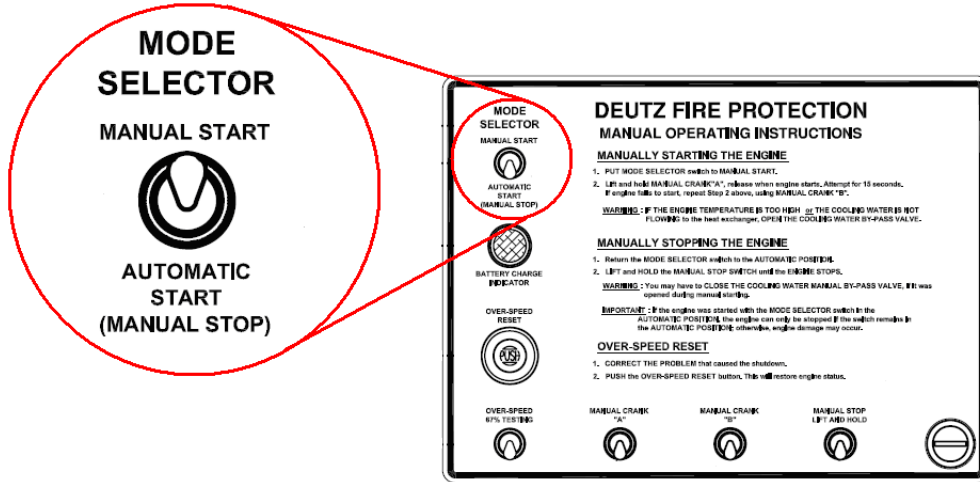 MODE
SELECTOR
MANUAL START
AUTOMATIC
START
(MANUAL STOP)
MODE
SELECTOR
MANUAL START
AUTOMATIC
START
(MANUAL STOP)
BATTERY CHARGE
INDICATOR
OVER-SPEED
RESET
PUSH
DEUTZ FIRE PROTECTION
MANUAL OPERATING INSTRUCTIONS
MANUALLY STARTING THE ENGINE
1. PUT MODE SELECTOR switch to MANUAL START.
2. Lift and hold MANUAL CRANK"A", release when engine starts. Attempt for 15 seconds.
If engine fails to start, repeat Step 2 above, using MANUAL CRANK "B".
WARNING : IF THE ENGINE TEMPERATURE IS TOO HIGH or THE COOLING WATER IS NOT
FLOWING to the heat exchanger, OPEN THE COOLING WATER BY-PASS VALVE.
MANUALLY STOPPING THE ENGINE
1. Return the MODE SELECTOR switch to the AUTOMATIC POSITION.
2. LIFT and HOLD the MANUAL STOP SWITCH until the ENGINE STOPS.
WARNING : You may have to CLOSE THE COOLING WATER MANUAL BY-PASS VALVE, if it was
opened during manual starting.
IMPORTANT : If the engine was started with the MODE SELECTOR switch in the
AUTOMATIC POSITION, the engine can only be stopped if the switch remains in
the AUTOMATIC POSITION; otherwise, engine damage may occur.
OVER-SPEED RESET
1. CORRECT THE PROBLEM that caused the shutdown.
2. PUSH the OVER-SPEED RESET button. This will restore engine status.
OVER-SPEED
67% TESTING
MANUAL CRANK
"A"
MANUAL CRANK
"B"
MANUAL STOP
LIFT AND HOLD